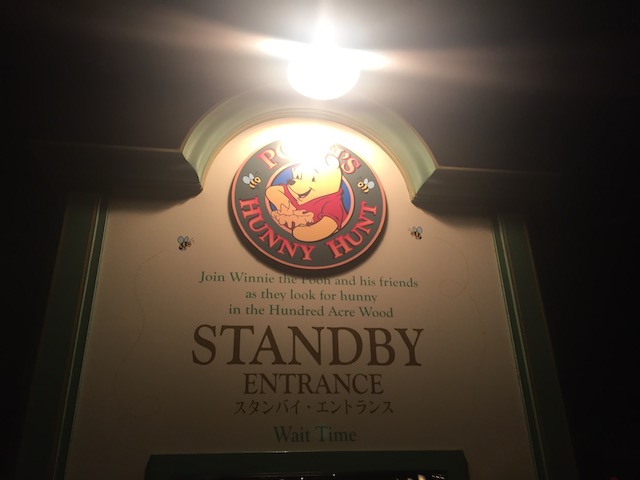 POOH'S
HUNNY HUNT
Join Winnie the Pooh and his friends
as they look for hunny
in the Hundred Acre Wood
STANDBY
ENTRANCE
スタンバイ・エントランス
Wait Time